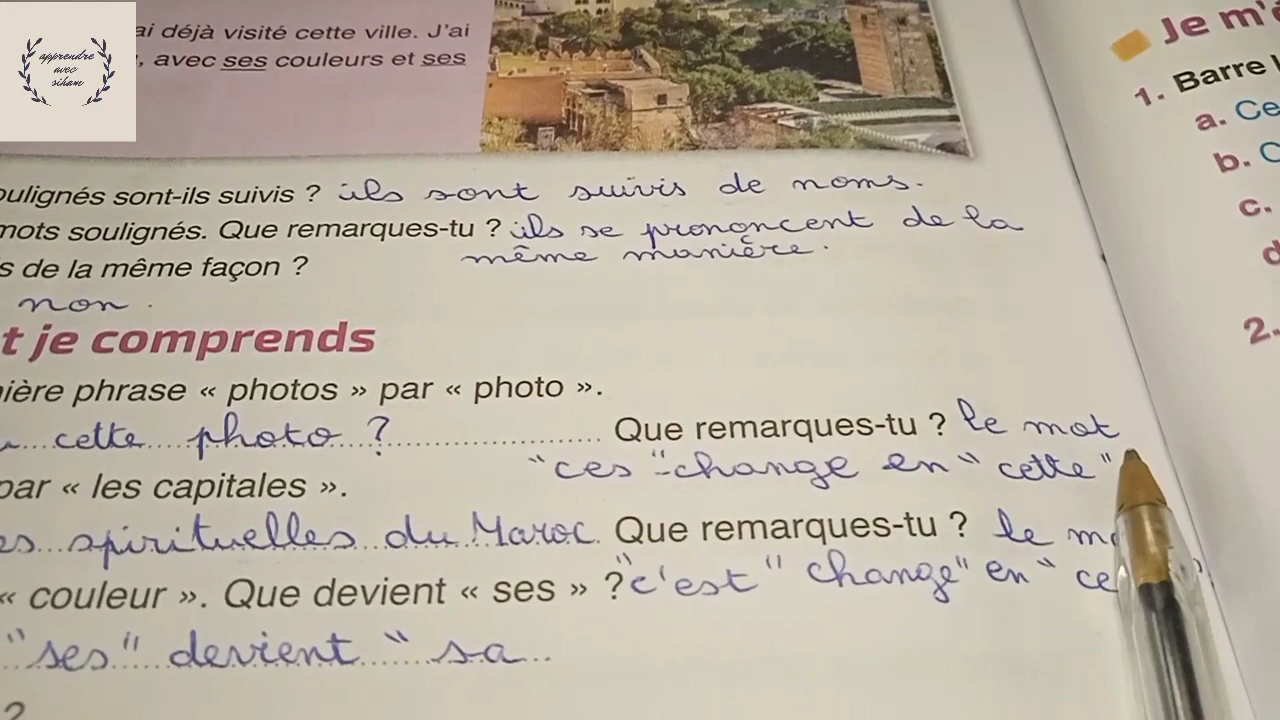 apprendre
avec
siham
ai déjà visité cette ville. J'ai
, avec ses couleurs et ses
oulignés sont-ils suivis ? ils sont suivis de noms.
mots soulignés. Que remarques-tu ? ils se prononcent de la
même manière.
s de la même façon ?
non.
t je comprends
ière phrase « photos » par « photo ».
cette photo ? Que remarques-tu ? le mot
"ces" change en "cette"
par « les capitales ».
es spirituelles du Maroc. Que remarques-tu ? le
« couleur ». Que devient « ses » ? "c'est" change" en "
"ses" devient "sa
?
Je m'
1. Barre
a. Ce
b. C
c.
d
2.